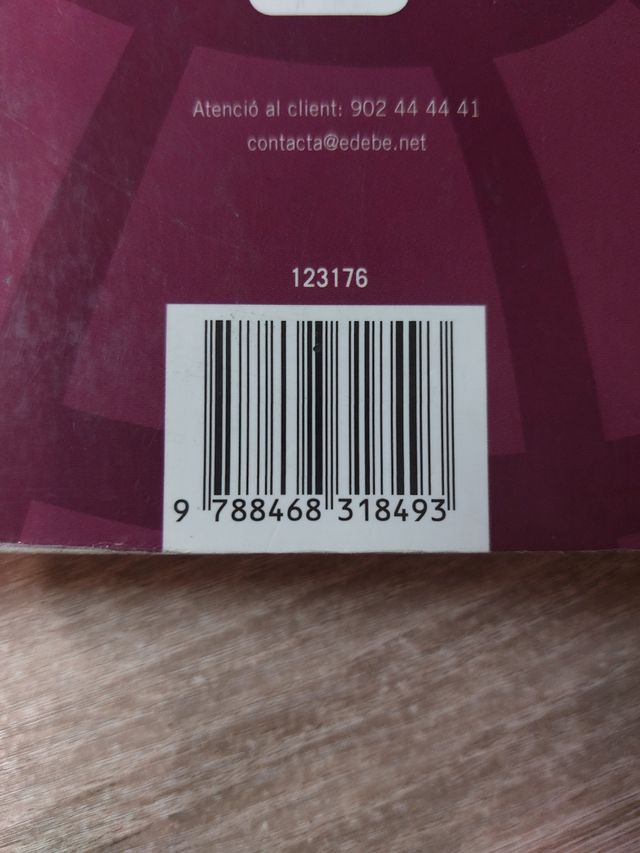 Atenció al client: 902 44 44 41
contacta@edebe.net
123176
9 788468 318493